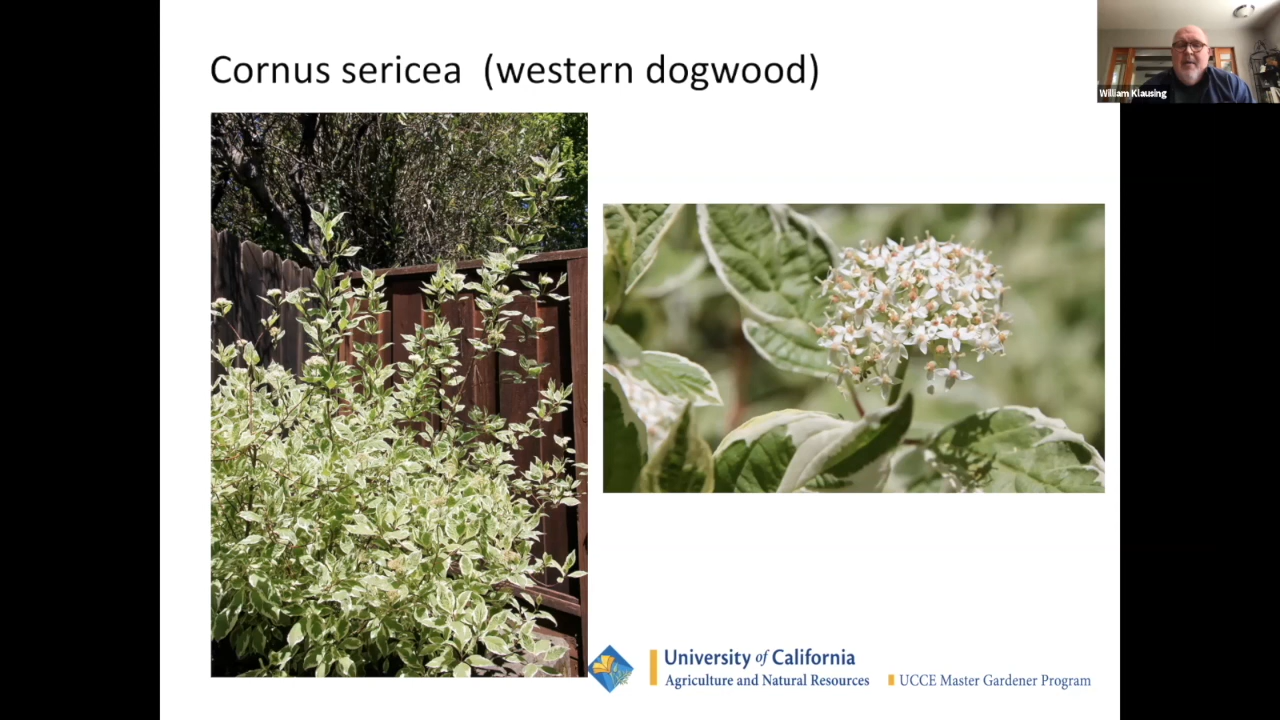 Cornus sericea (western dogwood)
William Klausing
University of California
Agriculture and Natural Resources
UCCE Master Gardener Program